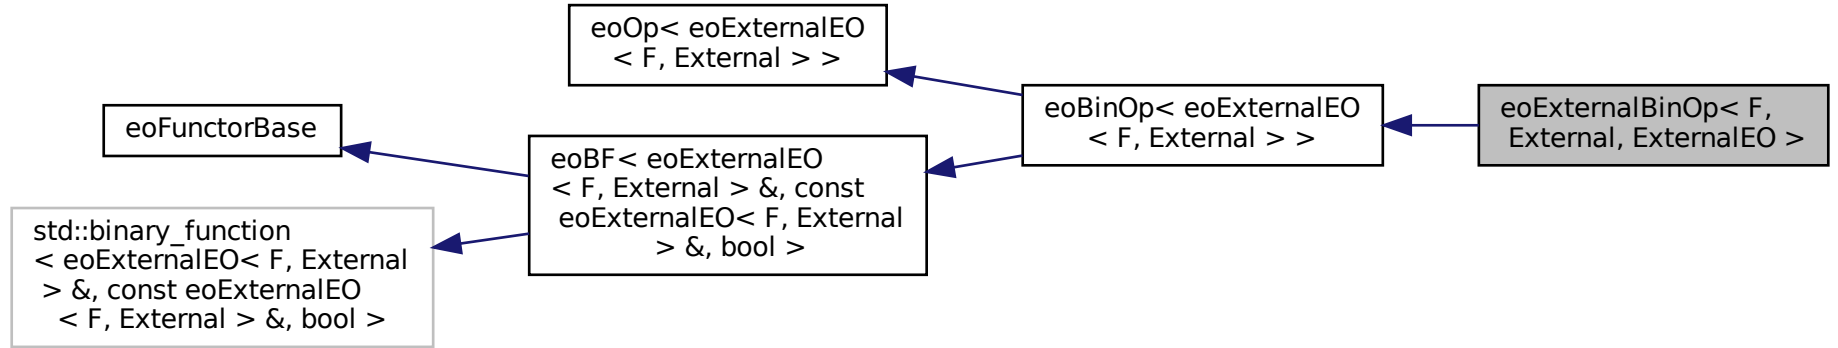 eoOp< eoExternalEO
< F, External > >
eoFunctorBase
eoBinOp< eoExternalEO
< F, External > >
eoExternalBinOp< F,
External, ExternalEO >
eoBF< eoExternalEO
< F, External > &, const
eoExternalEO< F, External
> &, bool >
std::binary_function
< eoExternalEO< F, External
> &, const eoExternalEO
< F, External > &, bool >